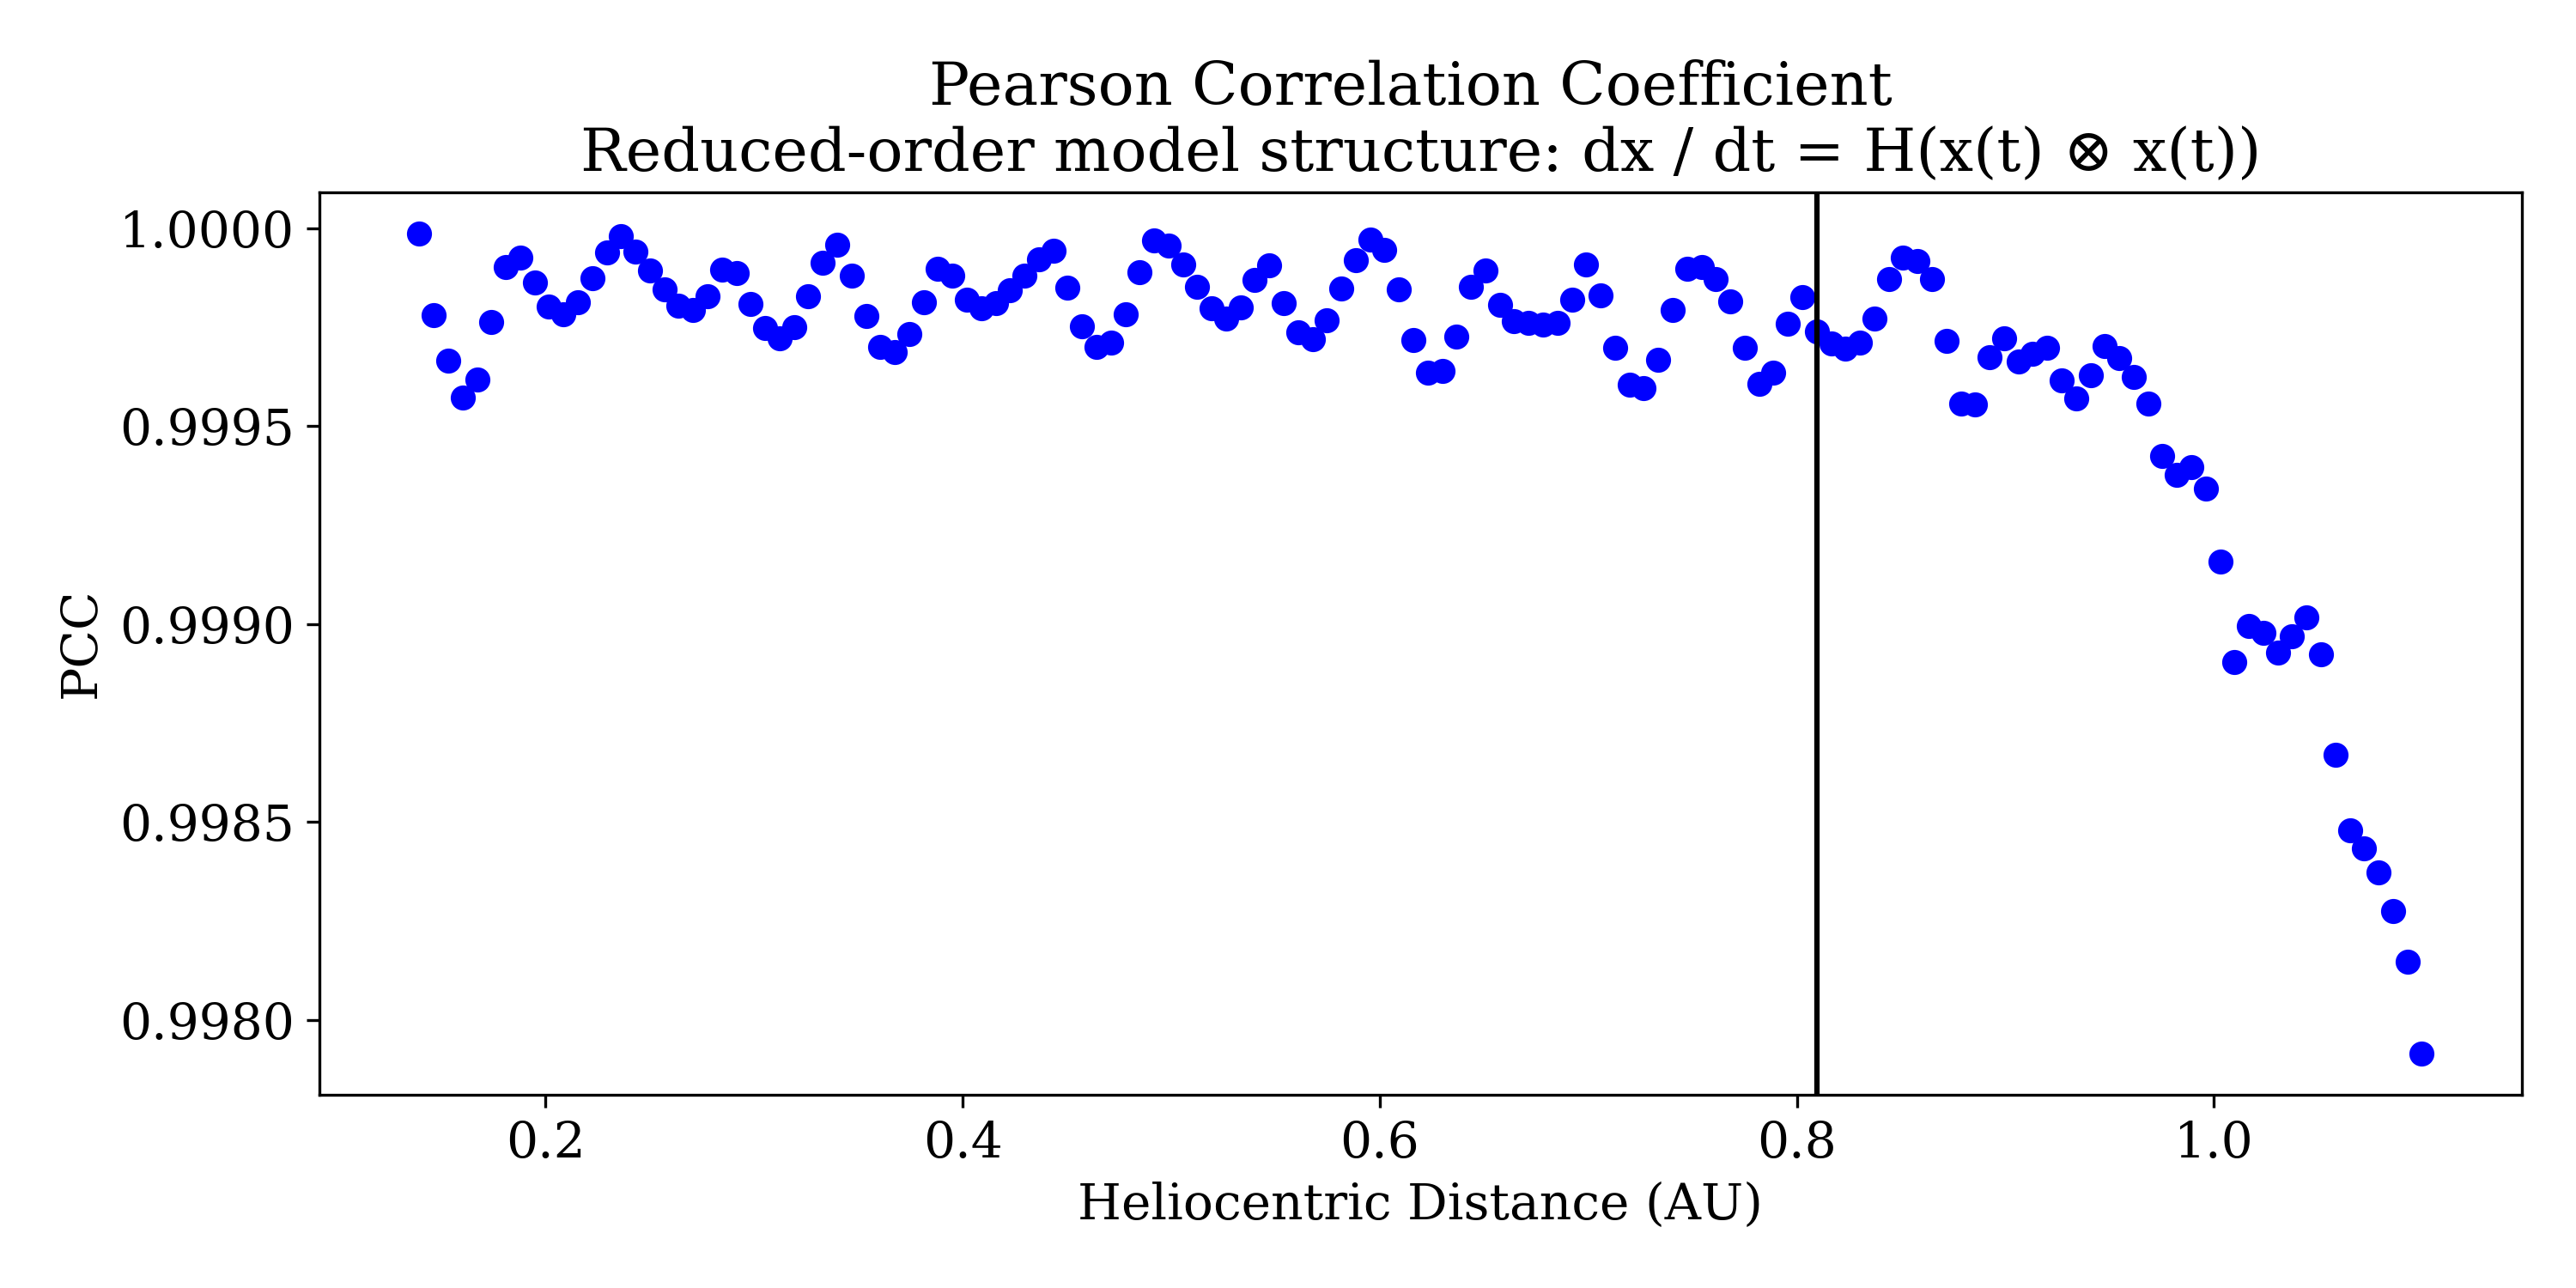 Pearson Correlation Coefficient
Reduced-order model structure: dx / dt = H(x(t) ⊗ x(t))
1.0000
0.9995
0.9990
0.9985
0.9980
PCC
0.2 0.4 0.6 0.8 1.0
Heliocentric Distance (AU)